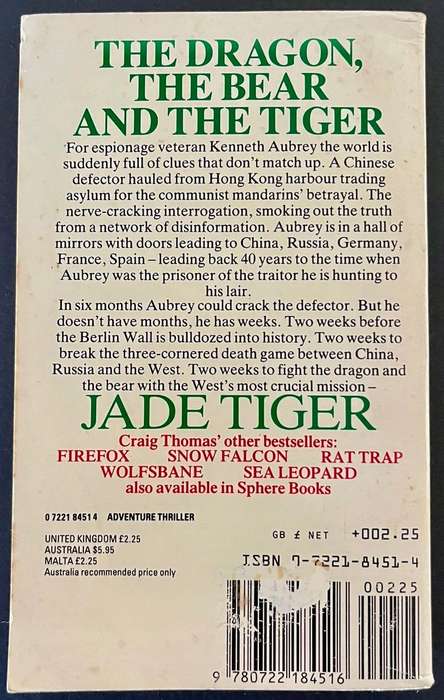 THE DRAGON,
THE BEAR
AND THE TIGER
For espionage veteran Kenneth Aubrey the world is
suddenly full of clues that don't match up. A Chinese
defector hauled from Hong Kong harbour trading
asylum for the communist mandarins' betrayal. The
nerve-cracking interrogation, smoking out the truth
from a network of disinformation. Aubrey is in a hall of
mirrors with doors leading to China, Russia, Germany,
France, Spain – leading back 40 years to the time when
Aubrey was the prisoner of the traitor he is hunting to
his lair.
In six months Aubrey could crack the defector. But he
doesn't have months, he has weeks. Two weeks before
the Berlin Wall is bulldozed into history. Two weeks to
break the three-cornered death game between China,
Russia and the West. Two weeks to fight the dragon and
the bear with the West's most crucial mission –
JADE TIGER
Craig Thomas' other bestsellers:
FIREFOX SNOW FALCON RAT TRAP
WOLFSBANE SEA LEOPARD
also available in Sphere Books
0 7221 8451 4 ADVENTURE THRILLER
UNITED KINGDOM £2.25
AUSTRALIA $5.95
MALTA £2.25
Australia recommended price only
GB £ NET +002.25
ISBN 0-7221-8451-4
00225
9 780722 184516